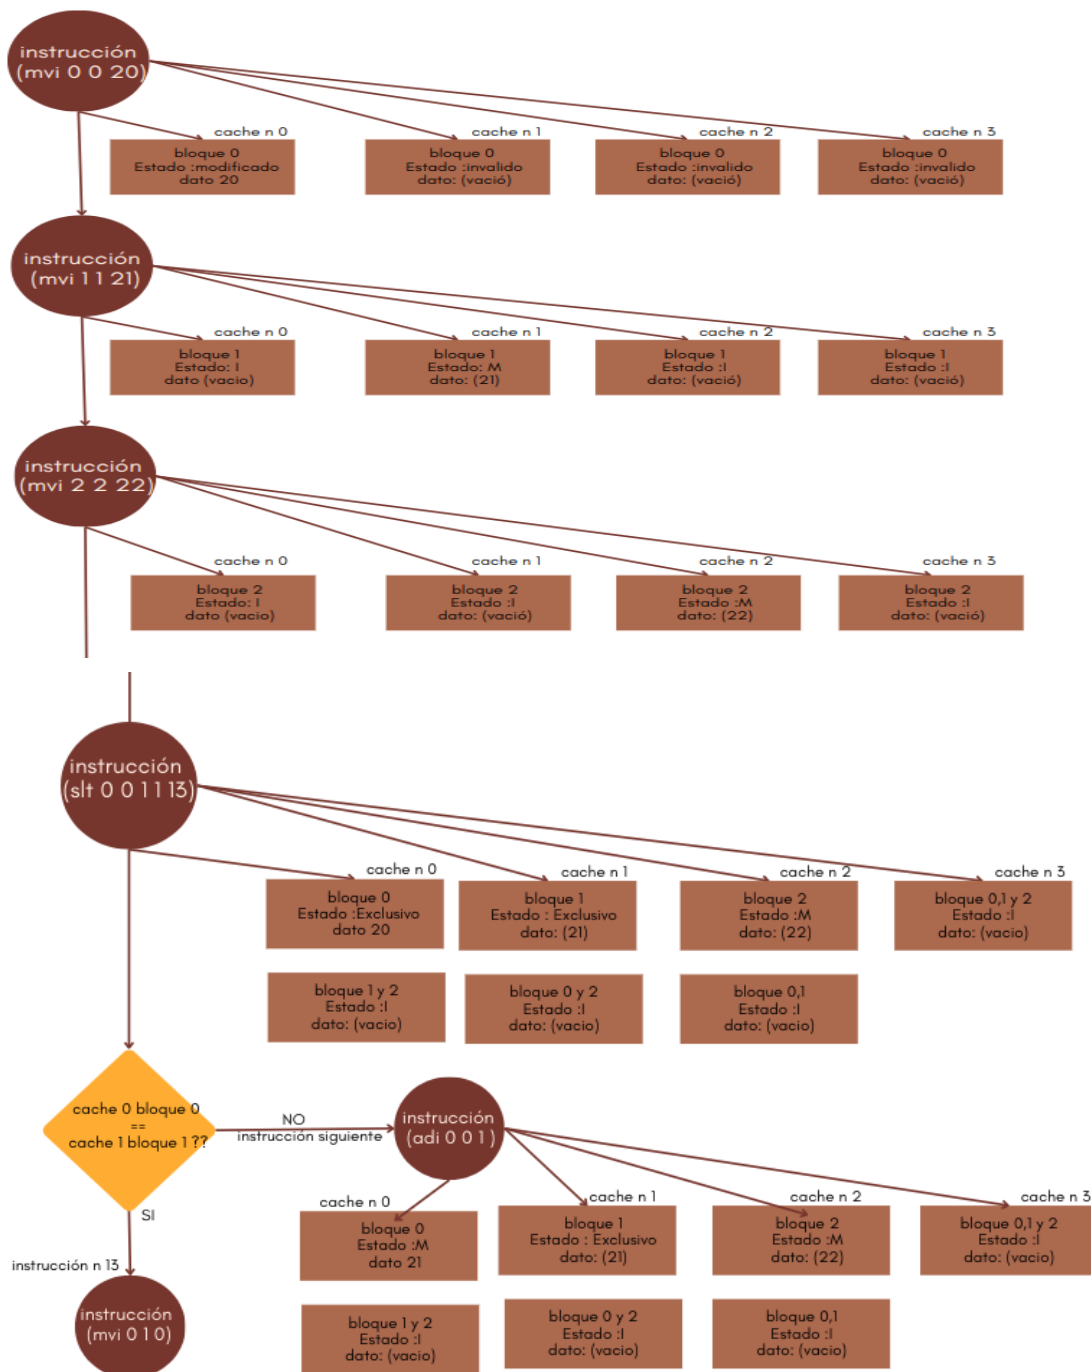 instrucción
(mvi 0 0 20)
cache n 0
cache n 1
cache n 2
cache n 3
bloque 0
Estado :modificado
dato 20
bloque 0
Estado :invalido
dato: (vació)
bloque 0
Estado :invalido
dato: (vació)
bloque 0
Estado :invalido
dato: (vació)
instrucción
(mvi 1 1 21)
cache n 0
cache n 1
cache n 2
cache n 3
bloque 1
Estado: I
dato (vacio)
bloque 1
Estado: M
dato: (21)
bloque 1
Estado :I
dato: (vació)
bloque 1
Estado :I
dato: (vació)
instrucción
(mvi 2 2 22)
cache n 0
cache n 1
cache n 2
cache n 3
bloque 2
Estado: I
dato (vacio)
bloque 2
Estado :I
dato: (vació)
bloque 2
Estado :M
dato: (22)
bloque 2
Estado :I
dato: (vació)
instrucción
(slt 0 0 1 1 13)
cache n 0
cache n 1
cache n 2
cache n 3
bloque 0
Estado :Exclusivo
dato 20
bloque 1
Estado : Exclusivo
dato: (21)
bloque 2
Estado :M
dato: (22)
bloque 0,1 y 2
Estado :I
dato: (vacio)
bloque 1 y 2
Estado :I
dato: (vacio)
bloque 0 y 2
Estado :I
dato: (vacio)
bloque 0,1
Estado :I
dato: (vacio)
cache 0 bloque 0
==
cache 1 bloque 1 ??
NO
instrucción siguiente
instrucción
(adi 0 0 1)
SI
instrucción n 13
instrucción
(mvi 0 1 0)
cache n 0
cache n 1
cache n 2
cache n 3
bloque 0
Estado :M
dato 21
bloque 1
Estado : Exclusivo
dato: (21)
bloque 2
Estado :M
dato: (22)
bloque 0,1 y 2
Estado :I
dato: (vacio)
bloque 1 y 2
Estado :I
dato: (vacio)
bloque 0 y 2
Estado :I
dato: (vacio)
bloque 0,1
Estado :I
dato: (vacio)